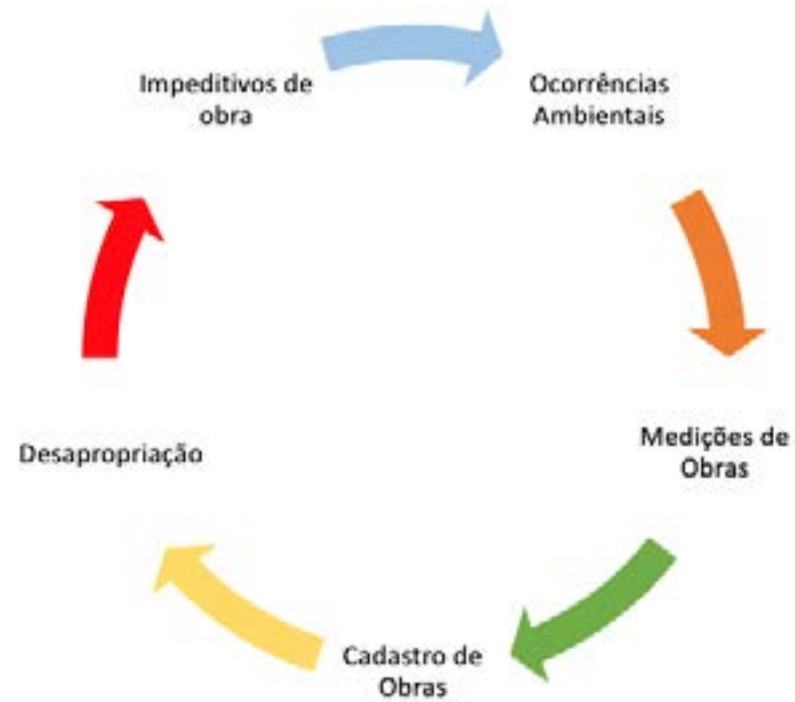 Impeditivos de
obra
Ocorrências
Ambientais
Medições de
Obras
Cadastro de
Obras
Desapropriação